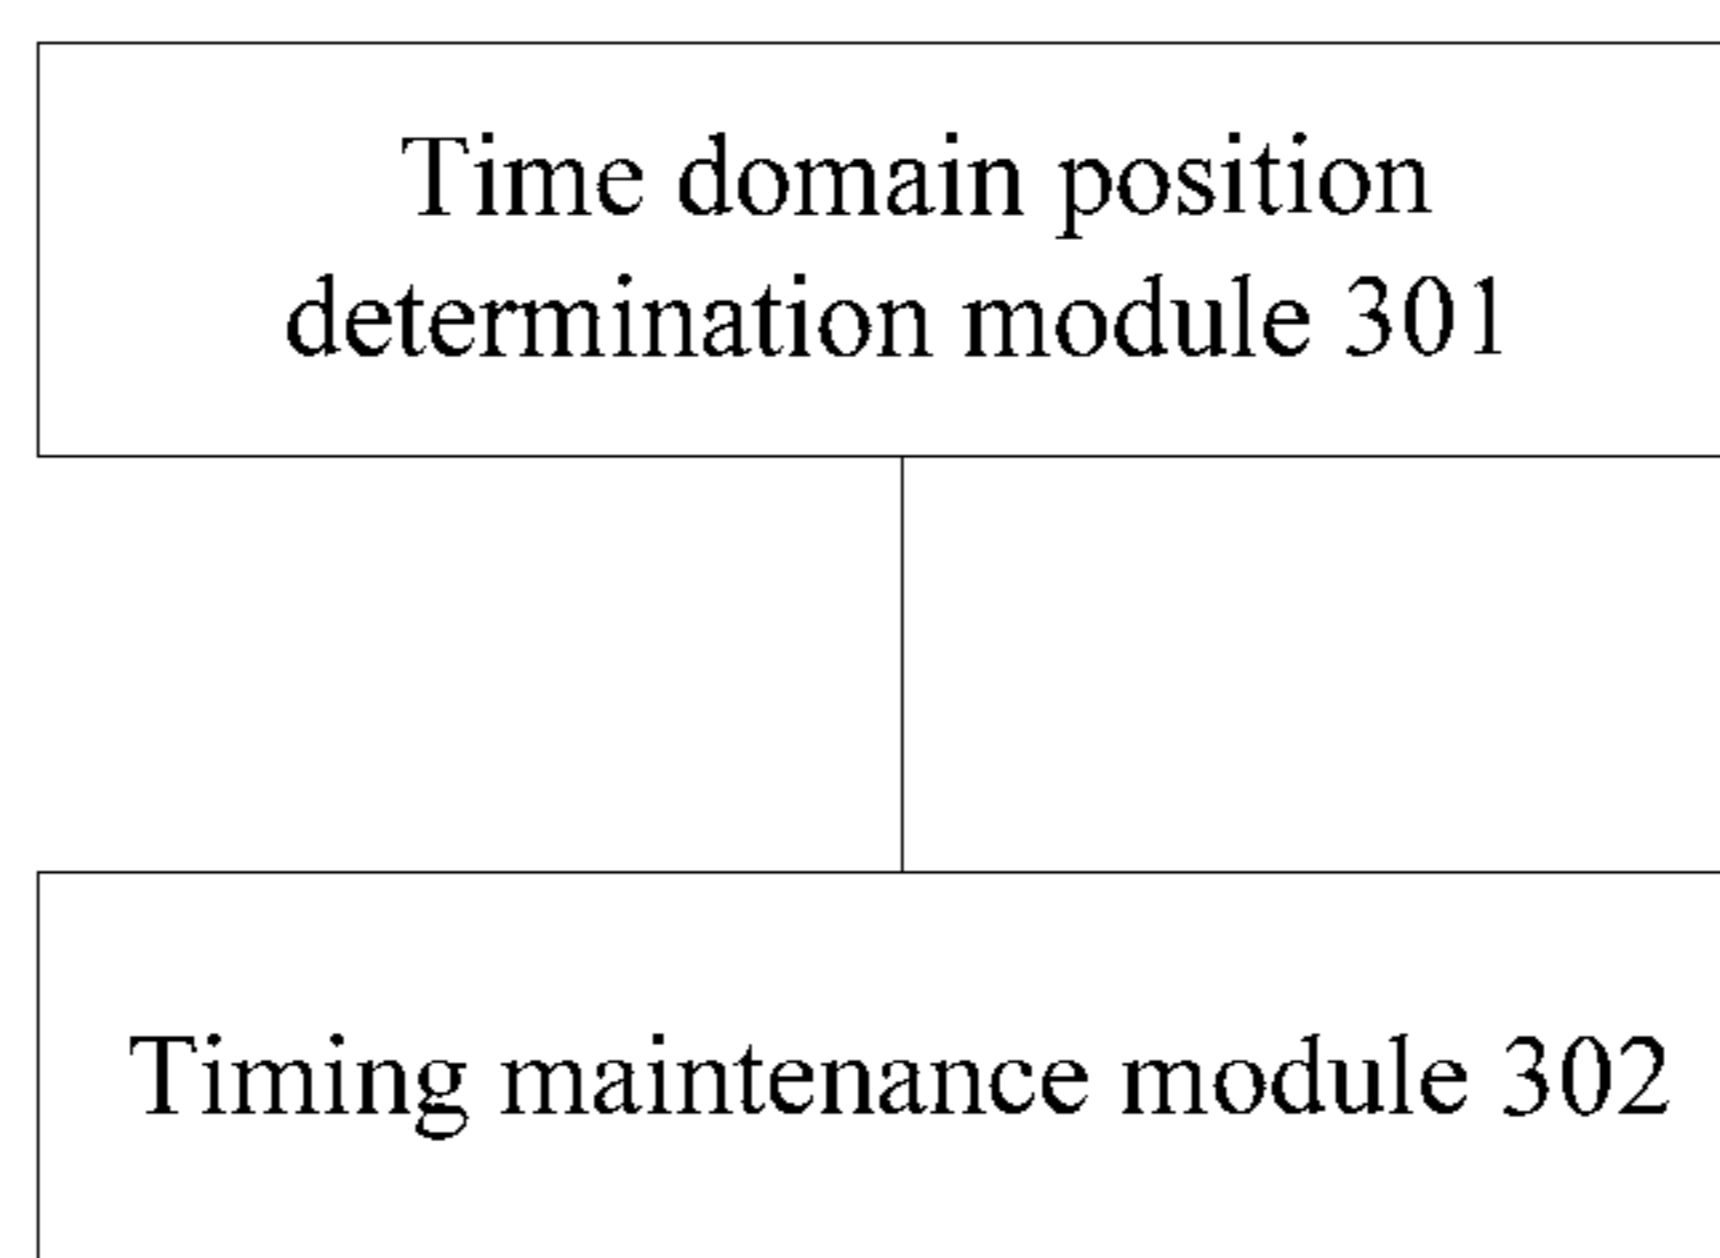 Time domain position
determination module 301
Timing maintenance module 302